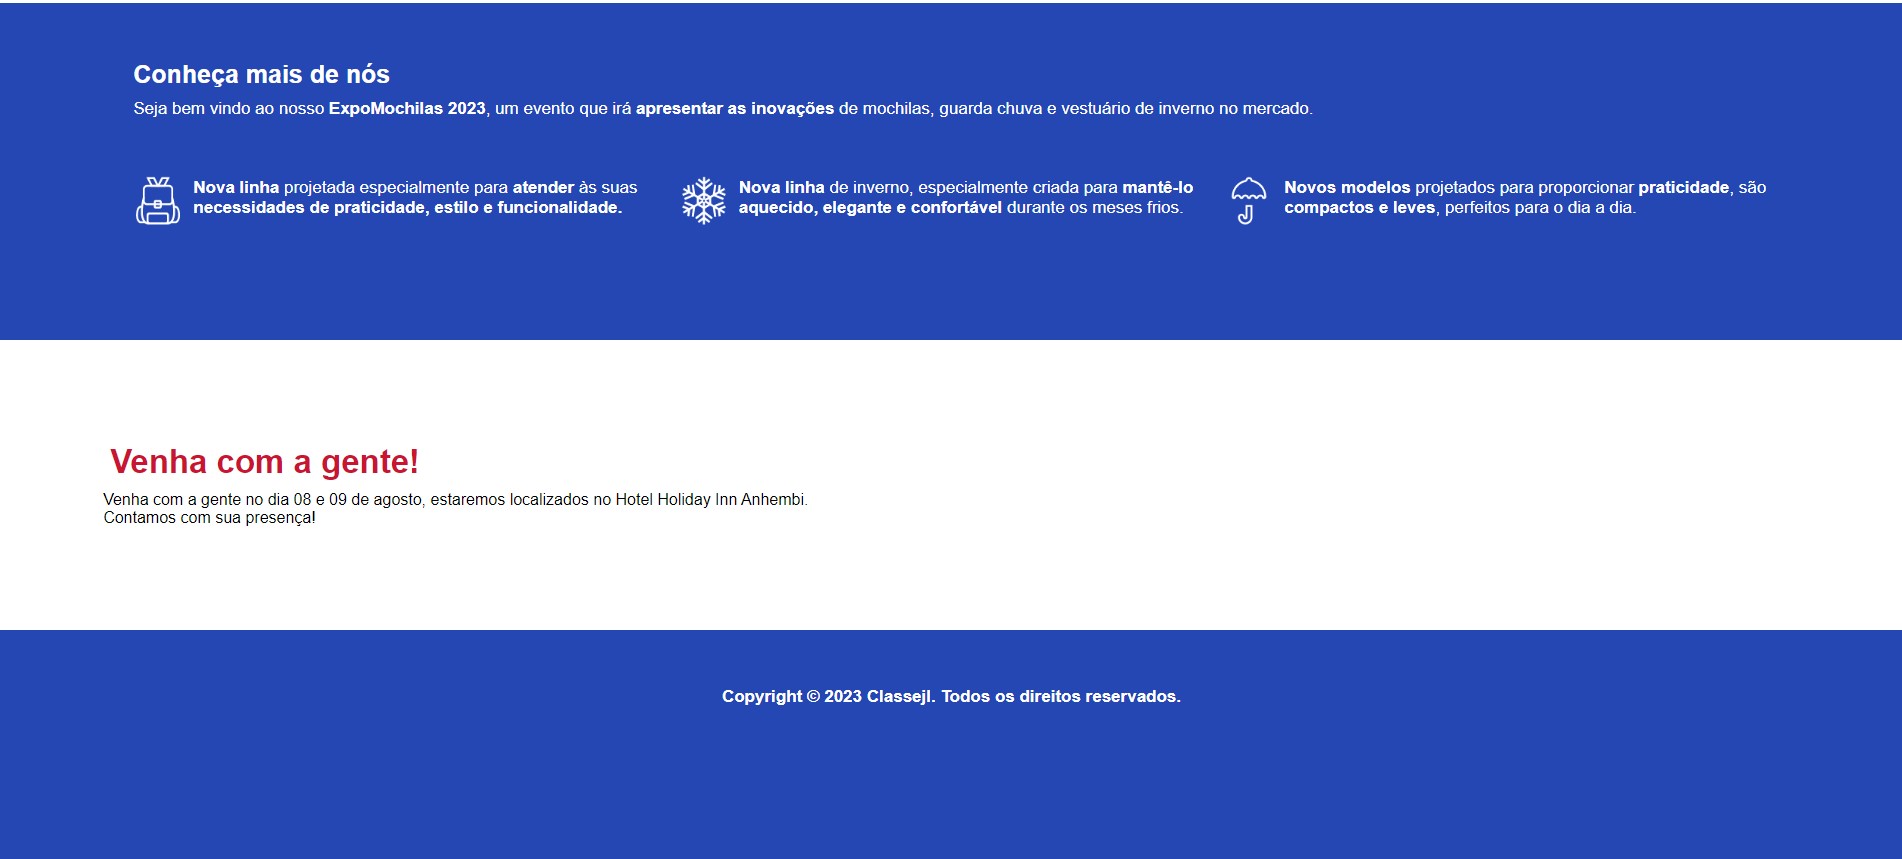 Conheça mais de nós
Seja bem vindo ao nosso ExpoMochilas 2023, um evento que irá apresentar as inovações de mochilas, guarda chuva e vestuário de inverno no mercado.
Nova linha projetada especialmente para atender às suas
necessidades de praticidade, estilo e funcionalidade.
Nova linha de inverno, especialmente criada para mantê-lo
aquecido, elegante e confortável durante os meses frios.
Novos modelos projetados para proporcionar praticidade, são
compactos e leves, perfeitos para o dia a dia.
Venha com a gente!
Venha com a gente no dia 08 e 09 de agosto, estaremos localizados no Hotel Holiday Inn Anhembi.
Contamos com sua presença!
Copyright © 2023 Classejl. Todos os direitos reservados.